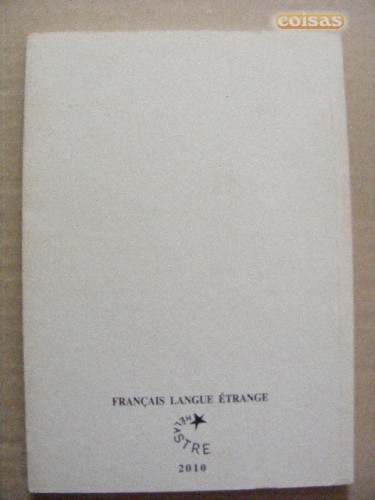 coisas
FRANÇAIS LANGUE ÉTRANGE
HÉLASTRE
2010